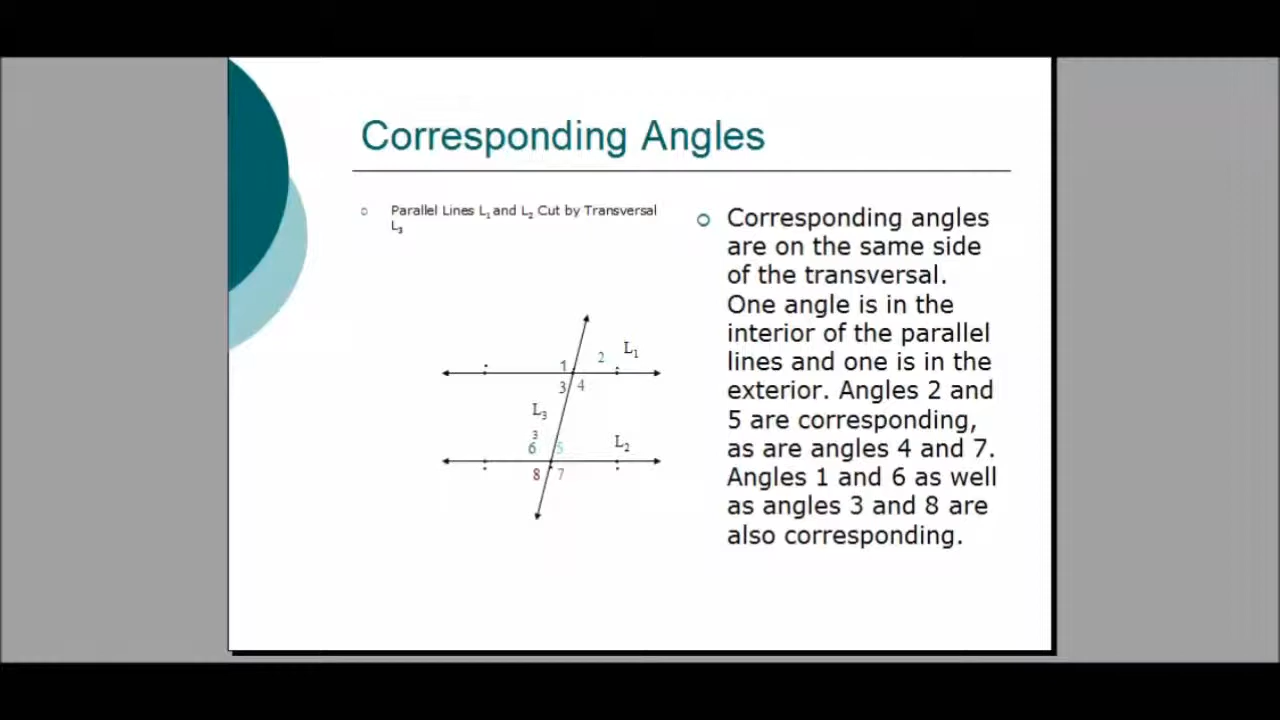 Corresponding Angles
Parallel Lines L₁ and L₂ Cut by Transversal
L₃
Corresponding angles
are on the same side
of the transversal.
One angle is in the
interior of the parallel
lines and one is in the
exterior. Angles 2 and
5 are corresponding,
as are angles 4 and 7.
Angles 1 and 6 as well
as angles 3 and 8 are
also corresponding.
L₁
1 2
3 4
L₃
3
6 5
L₂
8 7